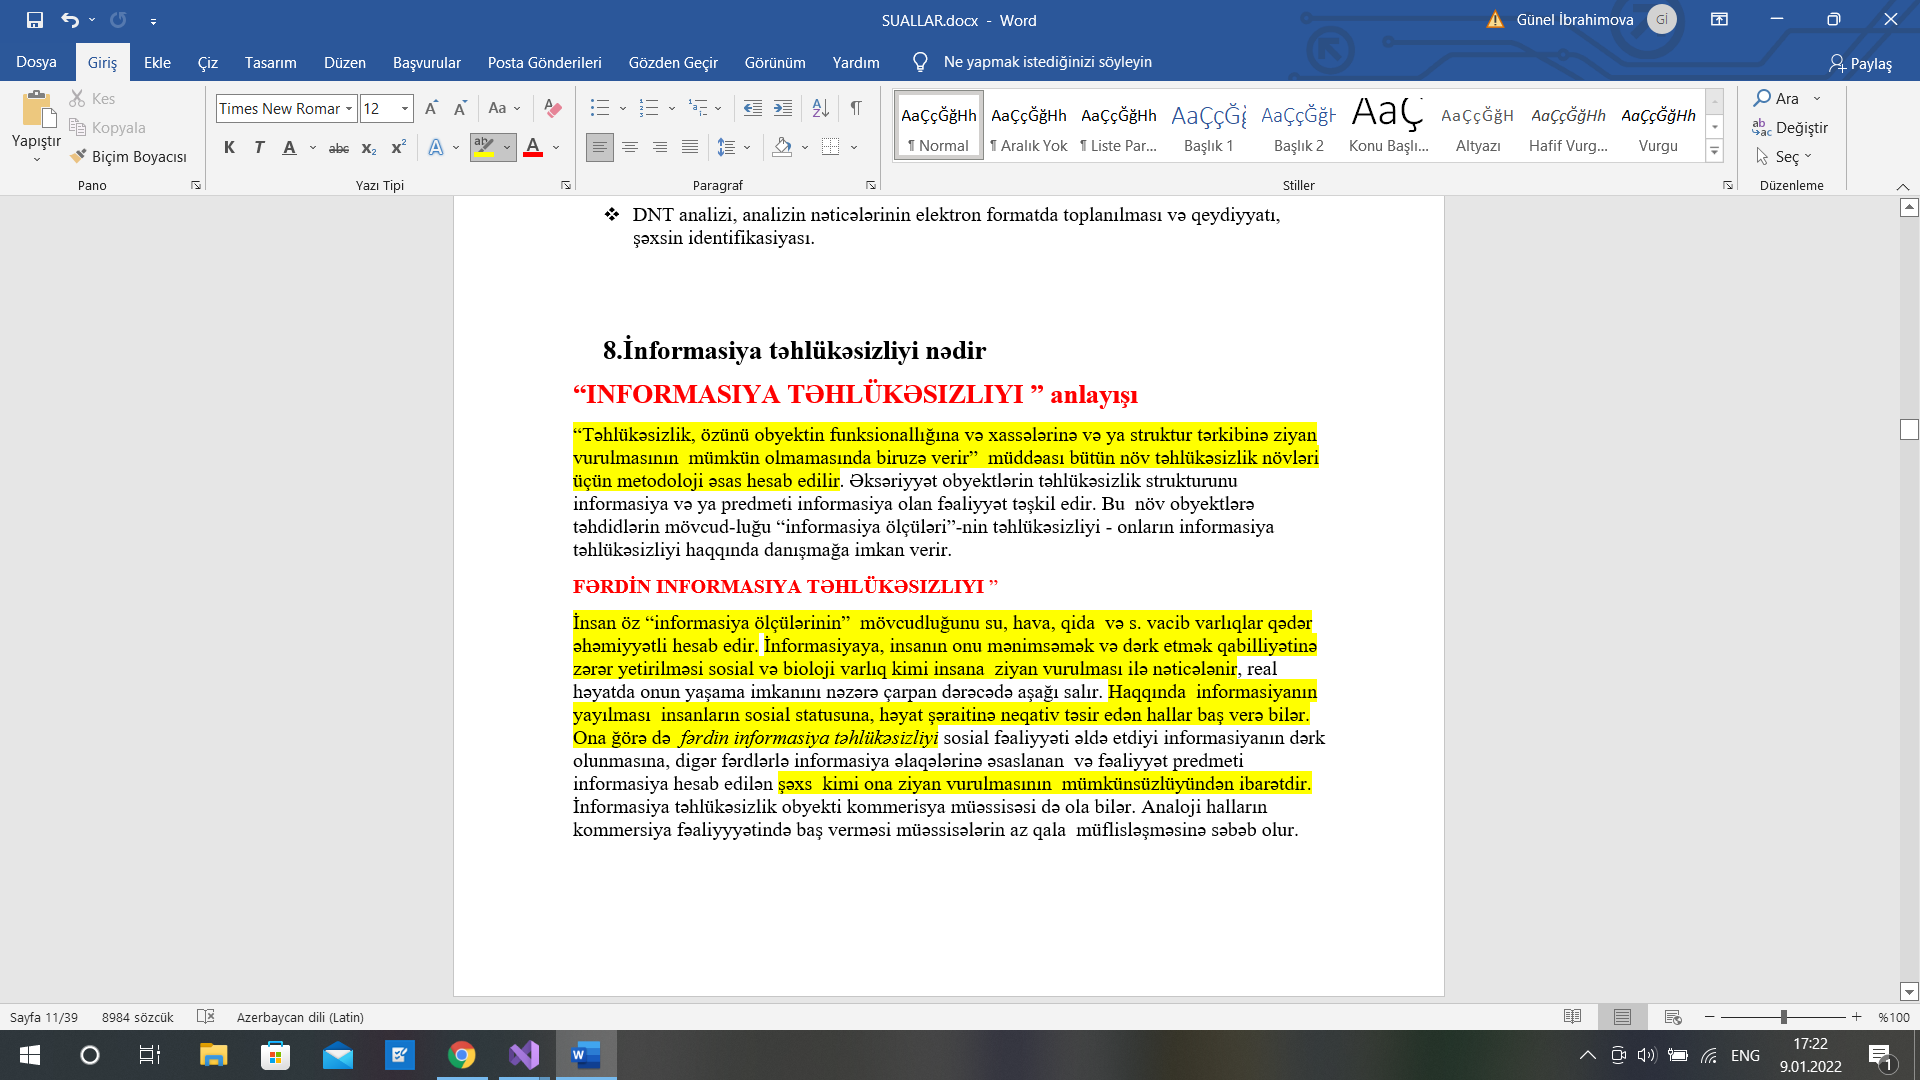 SUALLAR.docx - Word
Günel İbrahimova
Gİ
Dosya Giriş Ekle Çiz Tasarım Düzen Başvurular Posta Gönderileri Gözden Geçir Görünüm Yardım Ne yapmak istediğinizi söyleyin Paylaş
Yapıştır
Kes
Kopyala
Biçim Boyacısı
Pano
Times New Romar 12
Yazı Tipi
Paragraf
AaÇçĞğHh AaÇçĞğHh AaÇçĞğHh AaÇçĞğ AaÇçĞğH AaÇ AaÇçĞğH AaÇçĞğHh AaÇçĞğHh
¶ Normal ¶ Aralık Yok ¶ Liste Par... Başlık 1 Başlık 2 Konu Başlı... Altyazı Hafif Vurg... Vurgu
Stiller
Ara
Değiştir
Seç
Düzenleme
❖ DNT analizi, analizin nəticələrinin elektron formatda toplanılması və qeydiyyatı,
şəxsin identifikasiyası.
8.İnformasiya təhlükəsizliyi nədir
“INFORMASIYA TƏHLÜKƏSIZLIYI ” anlayışı
“Təhlükəsizlik, özünü obyektin funksionallığına və xassələrinə və ya struktur tərkibinə ziyan
vurulmasının mümkün olmamasında biruzə verir” müddəası bütün növ təhlükəsizlik növləri
üçün metodoloji əsas hesab edilir. Əksəriyyət obyektlərin təhlükəsizlik strukturunu
informasiya və ya predmeti informasiya olan fəaliyyət təşkil edir. Bu növ obyektlərə
təhdidlərin mövcud-luğu “informasiya ölçüləri”-nin təhlükəsizliyi - onların informasiya
təhlükəsizliyi haqqında danışmağa imkan verir.
FƏRDİN INFORMASIYA TƏHLÜKƏSIZLIYI ”
İnsan öz “informasiya ölçülərinin” mövcudluğunu su, hava, qida və s. vacib varlıqlar qədər
əhəmiyyətli hesab edir. İnformasiyaya, insanın onu mənimsəmək və dərk etmək qabilliyətinə
zərər yetirilməsi sosial və bioloji varlıq kimi insana ziyan vurulması ilə nəticələnir, real
həyatda onun yaşama imkanını nəzərə çarpan dərəcədə aşağı salır. Haqqında informasiyanın
yayılması insanların sosial statusuna, həyat şəraitinə neqativ təsir edən hallar baş verə bilər.
Ona ğörə də fərdin informasiya təhlükəsizliyi sosial fəaliyyəti əldə etdiyi informasiyanın dərk
olunmasına, digər fərdlərlə informasiya əlaqələrinə əsaslanan və fəaliyyət predmeti
informasiya hesab edilən şəxs kimi ona ziyan vurulmasının mümkünsüzlüyündən ibarətdir.
İnformasiya təhlükəsizlik obyekti kommerisya müəssisəsi də ola bilər. Analoji halların
kommersiya fəaliyyyətində baş verməsi müəssisələrin az qala müflisləşməsinə səbəb olur.
Sayfa 11/39 8984 sözcük Azerbaycan dili (Latin) %100
ENG
17:22
9.01.2022
1